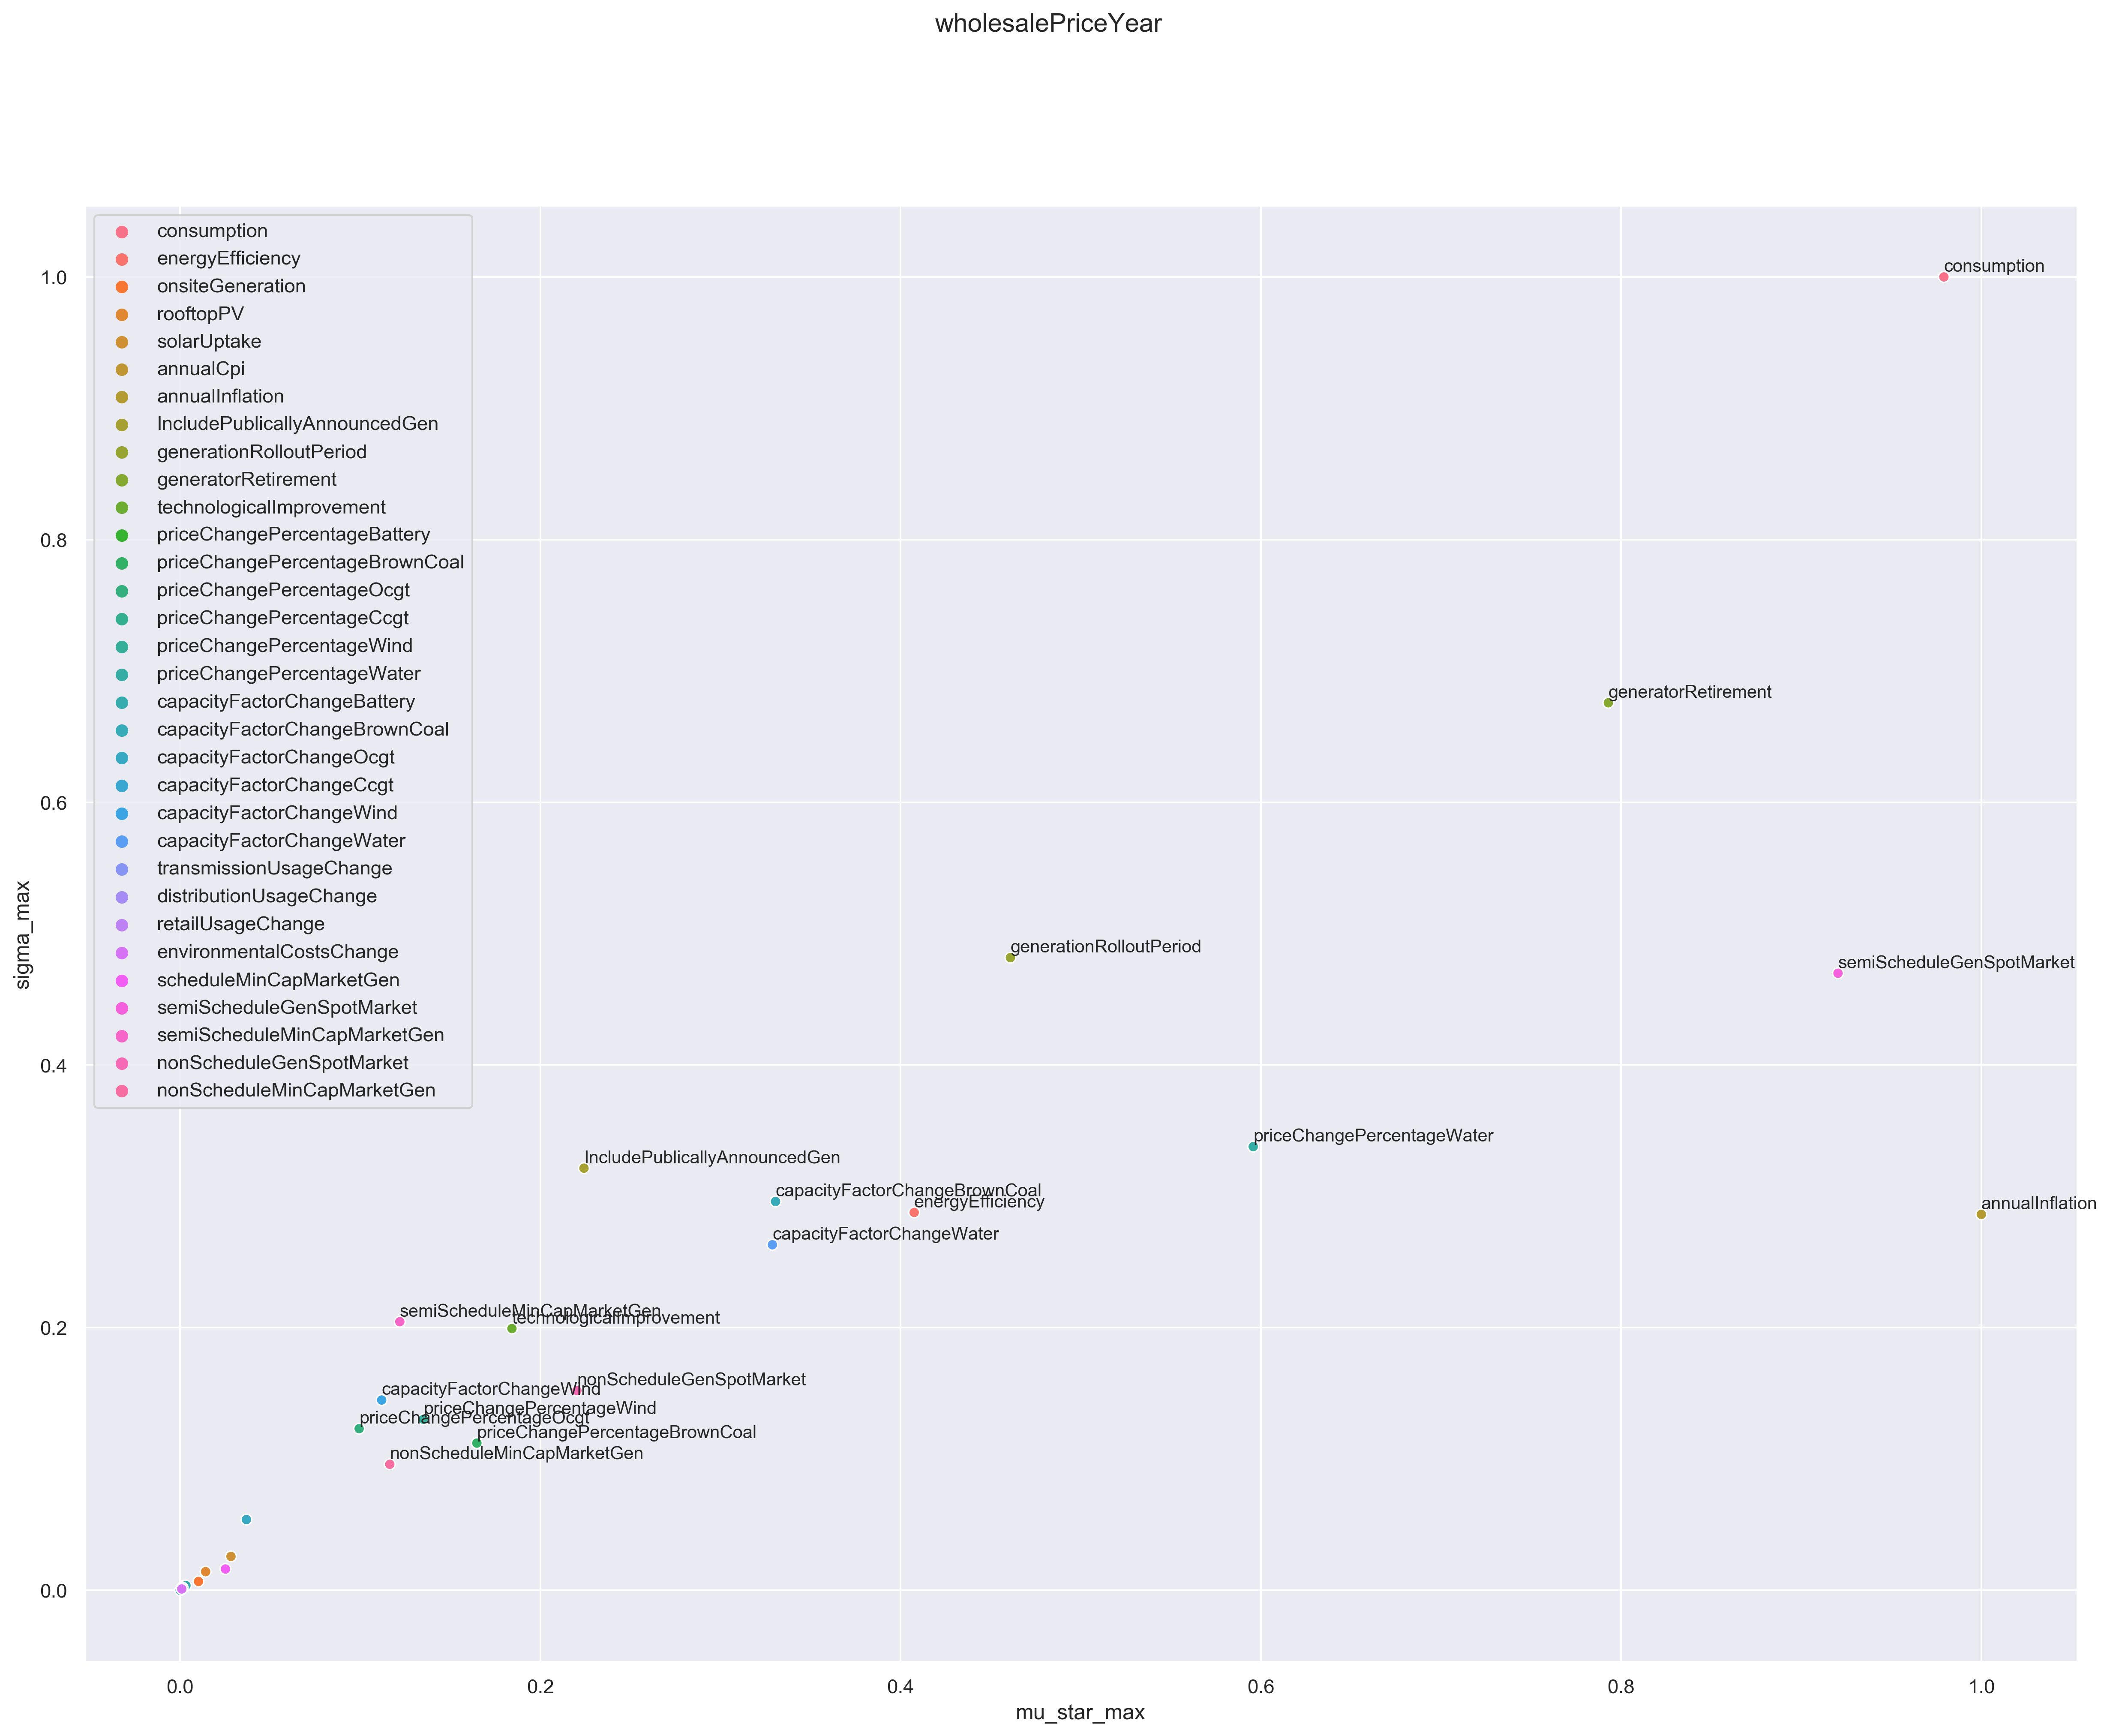 wholesalePriceYear
consumption
energyEfficiency
onsiteGeneration
rooftopPV
solarUptake
annualCpi
annualInflation
IncludePublicallyAnnouncedGen
generationRolloutPeriod
generatorRetirement
technologicalImprovement
priceChangePercentageBattery
priceChangePercentageBrownCoal
priceChangePercentageOcgt
priceChangePercentageCcgt
priceChangePercentageWind
priceChangePercentageWater
capacityFactorChangeBattery
capacityFactorChangeBrownCoal
capacityFactorChangeOcgt
capacityFactorChangeCcgt
capacityFactorChangeWind
capacityFactorChangeWater
transmissionUsageChange
distributionUsageChange
retailUsageChange
environmentalCostsChange
scheduleMinCapMarketGen
semiScheduleGenSpotMarket
semiScheduleMinCapMarketGen
nonScheduleGenSpotMarket
nonScheduleMinCapMarketGen
consumption
generatorRetirement
generationRolloutPeriod
semiScheduleGenSpotMarket
priceChangePercentageWater
IncludePublicallyAnnouncedGen
capacityFactorChangeBrownCoal
energyEfficiency
annualInflation
capacityFactorChangeWater
semiScheduleMinCapMarketGen
technologicalImprovement
nonScheduleGenSpotMarket
capacityFactorChangeWind
priceChangePercentageWind
priceChangePercentageOcgt
priceChangePercentageBrownCoal
nonScheduleMinCapMarketGen
1.0
0.8
0.6
0.4
0.2
0.0
sigma_max
0.0 0.2 0.4 0.6 0.8 1.0
mu_star_max